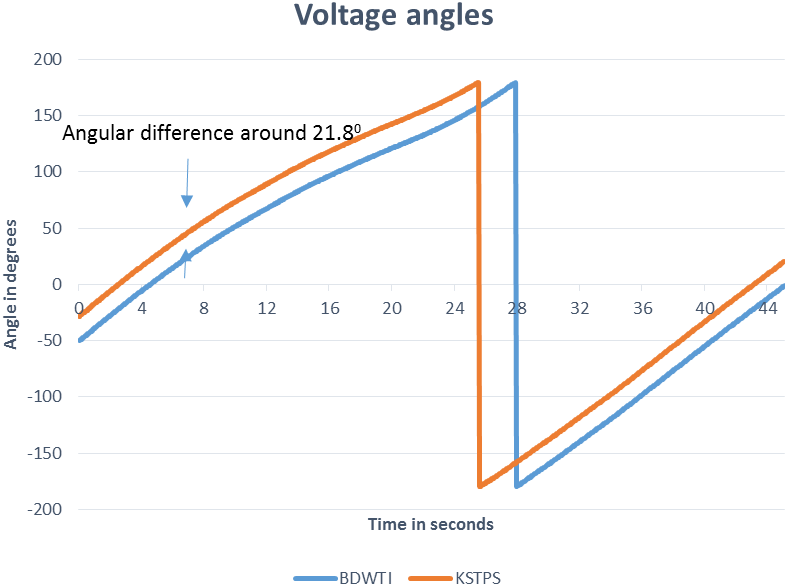 Voltage angles
200
150
Angular difference around 21.8⁰
100
50
0
0 4 8 12 16 20 24 28 32 36 40 44
-50
-100
-150
-200
Angle in degrees
Time in seconds
BDWTI KSTPS